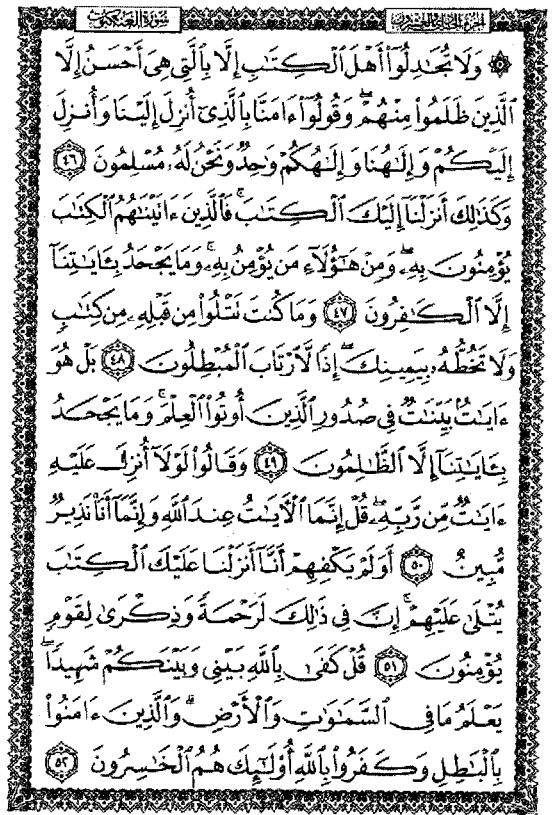 الجزء الحادي والعشرون
سورة العنكبوت
۞ وَلَا تُجَٰدِلُوٓا۟ أَهْلَ ٱلْكِتَٰبِ إِلَّا بِٱلَّتِى هِىَ أَحْسَنُ إِلَّا
ٱلَّذِينَ ظَلَمُوا۟ مِنْهُمْ ۖ وَقُولُوٓا۟ ءَامَنَّا بِٱلَّذِىٓ أُنزِلَ إِلَيْنَا وَأُنزِلَ
إِلَيْكُمْ وَإِلَٰهُنَا وَإِلَٰهُكُمْ وَٰحِدٌ وَنَحْنُ لَهُۥ مُسْلِمُونَ ٤٦
وَكَذَٰلِكَ أَنزَلْنَآ إِلَيْكَ ٱلْكِتَٰبَ ۚ فَٱلَّذِينَ ءَاتَيْنَٰهُمُ ٱلْكِتَٰبَ
يُؤْمِنُونَ بِهِۦ ۖ وَمِنْ هَٰٓؤُلَآءِ مَن يُؤْمِنُ بِهِۦ ۚ وَمَا يَجْحَدُ بِـَٔايَٰتِنَآ
إِلَّا ٱلْكَٰفِرُونَ ٤٧ وَمَا كُنتَ تَتْلُوا۟ مِن قَبْلِهِۦ مِن كِتَٰبٍ
وَلَا تَخُطُّهُۥ بِيَمِينِكَ ۖ إِذًا لَّٱرْتَابَ ٱلْمُبْطِلُونَ ٤٨ بَلْ هُوَ
ءَايَٰتٌۢ بَيِّنَٰتٌ فِى صُدُورِ ٱلَّذِينَ أُوتُوا۟ ٱلْعِلْمَ ۚ وَمَا يَجْحَدُ
بِـَٔايَٰتِنَآ إِلَّا ٱلظَّٰلِمُونَ ٤٩ وَقَالُوا۟ لَوْلَآ أُنزِلَ عَلَيْهِ
ءَايَٰتٌ مِّن رَّبِّهِۦ ۖ قُلْ إِنَّمَا ٱلْءَايَٰتُ عِندَ ٱللَّهِ وَإِنَّمَآ أَنَا۠ نَذِيرٌ
مُّبِينٌ ٥٠ أَوَلَمْ يَكْفِهِمْ أَنَّآ أَنزَلْنَا عَلَيْكَ ٱلْكِتَٰبَ
يُتْلَىٰ عَلَيْهِمْ ۚ إِنَّ فِى ذَٰلِكَ لَرَحْمَةً وَذِكْرَىٰ لِقَوْمٍ
يُؤْمِنُونَ ٥١ قُلْ كَفَىٰ بِٱللَّهِ بَيْنِى وَبَيْنَكُمْ شَهِيدًا ۖ
يَعْلَمُ مَا فِى ٱلسَّمَٰوَٰتِ وَٱلْأَرْضِ ۗ وَٱلَّذِينَ ءَامَنُوا۟
بِٱلْبَٰطِلِ وَكَفَرُوا۟ بِٱللَّهِ أُو۟لَٰٓئِكَ هُمُ ٱلْخَٰسِرُونَ ٥٢